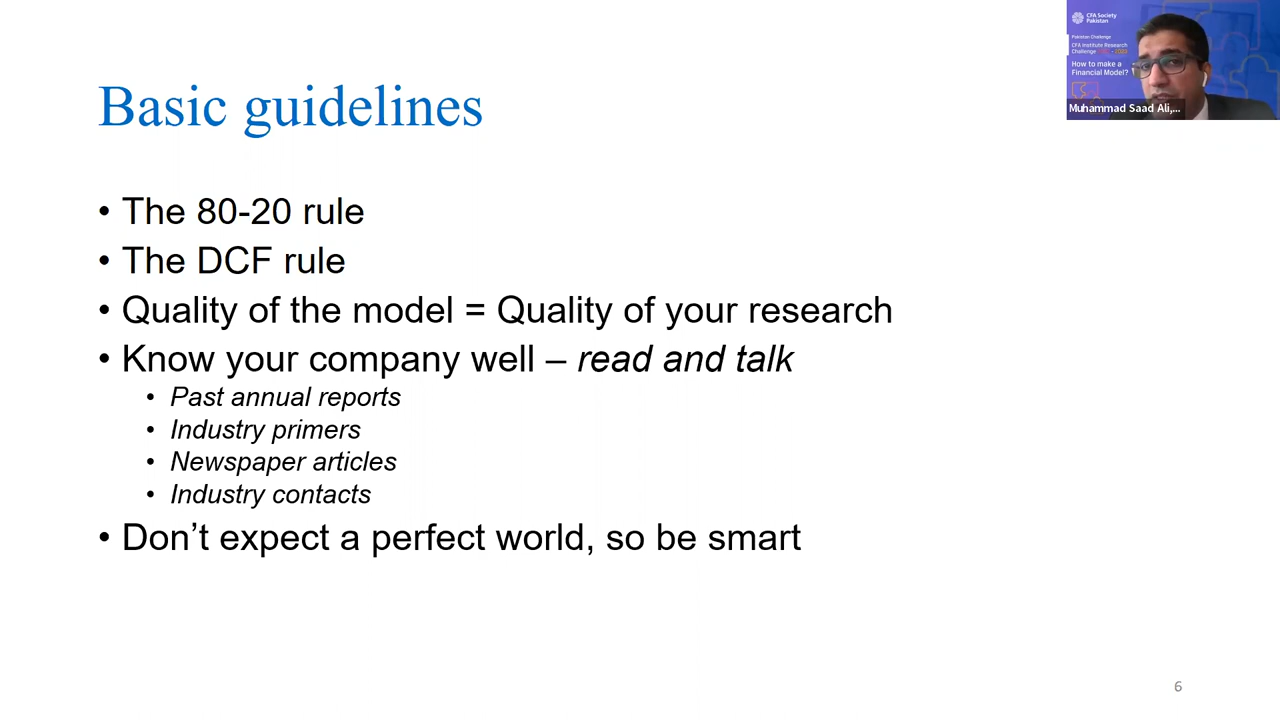 Basic guidelines
• The 80-20 rule
• The DCF rule
• Quality of the model = Quality of your research
• Know your company well – read and talk
• Past annual reports
• Industry primers
• Newspaper articles
• Industry contacts
• Don’t expect a perfect world, so be smart
6
CFA Society
Pakistan
Pakistan Challenge
CFA Institute Research
Challenge
How to make a
Financial Model?
Muhammad Saad Ali,...